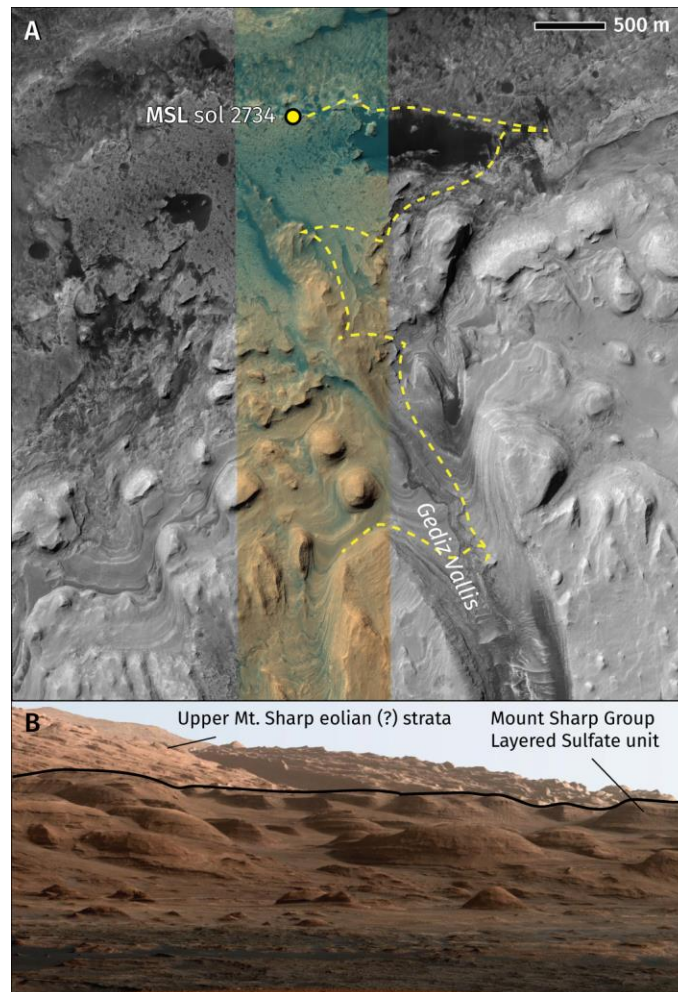 A
500 m
MSL sol 2734
Gediz Vallis
B
Upper Mt. Sharp eolian (?) strata
Mount Sharp Group
Layered Sulfate unit